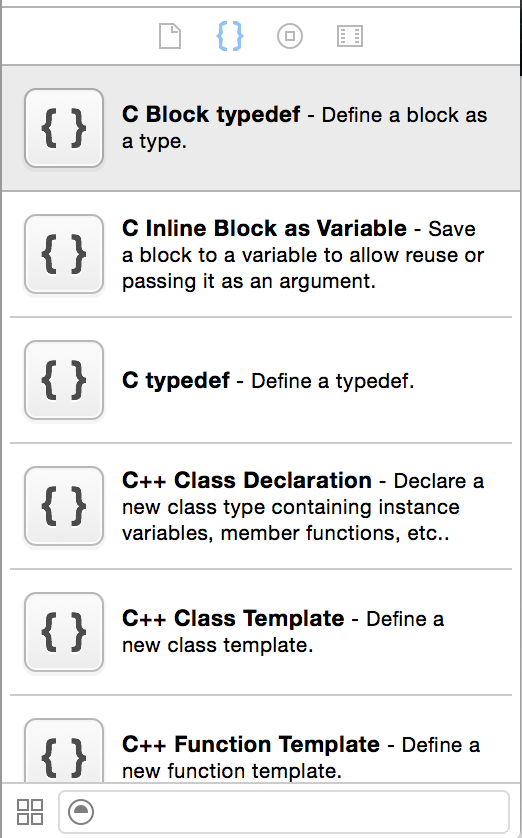 C Block typedef - Define a block as
a type.
C Inline Block as Variable - Save
a block to a variable to allow reuse or
passing it as an argument.
C typedef - Define a typedef.
C++ Class Declaration - Declare a
new class type containing instance
variables, member functions, etc..
C++ Class Template - Define a
new class template.
C++ Function Template - Define a
new function template.